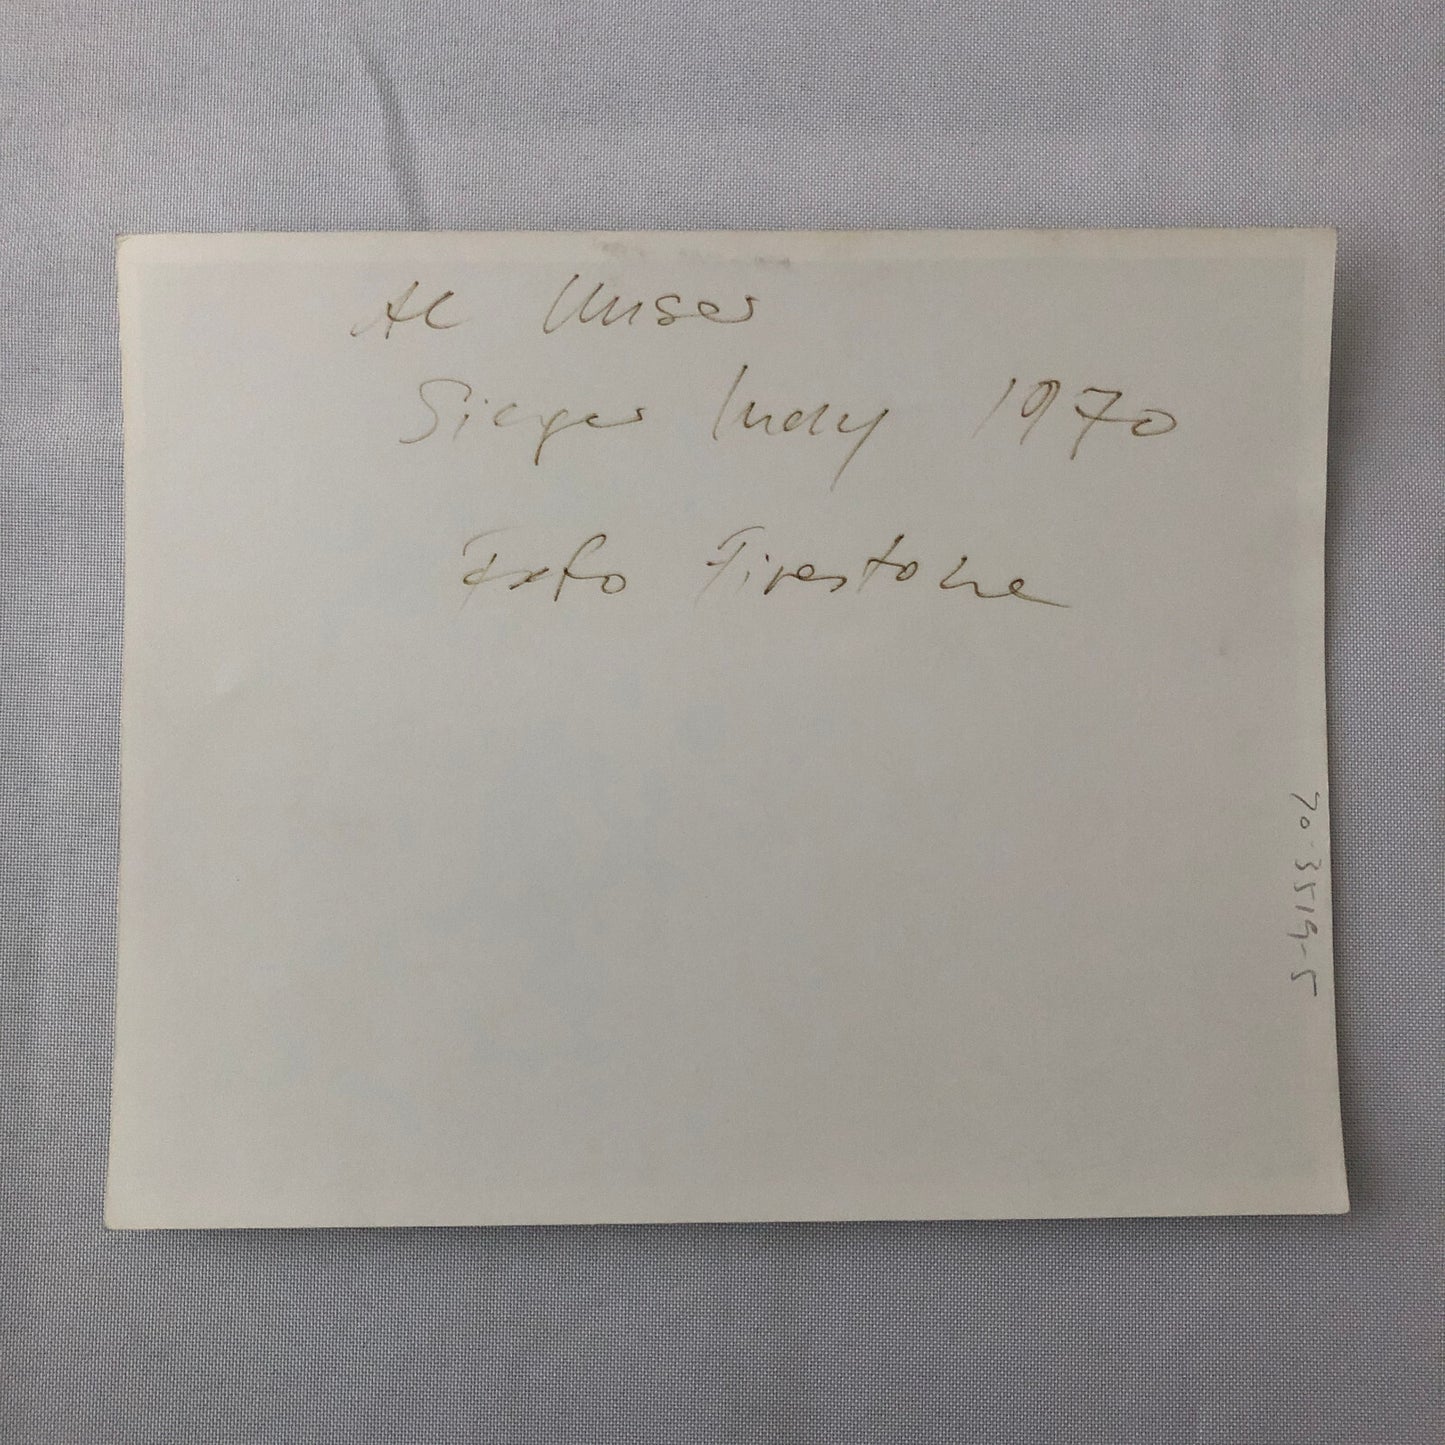 Al Unser
Sieger Indy 1970
Foto Firestone
70-3519-5